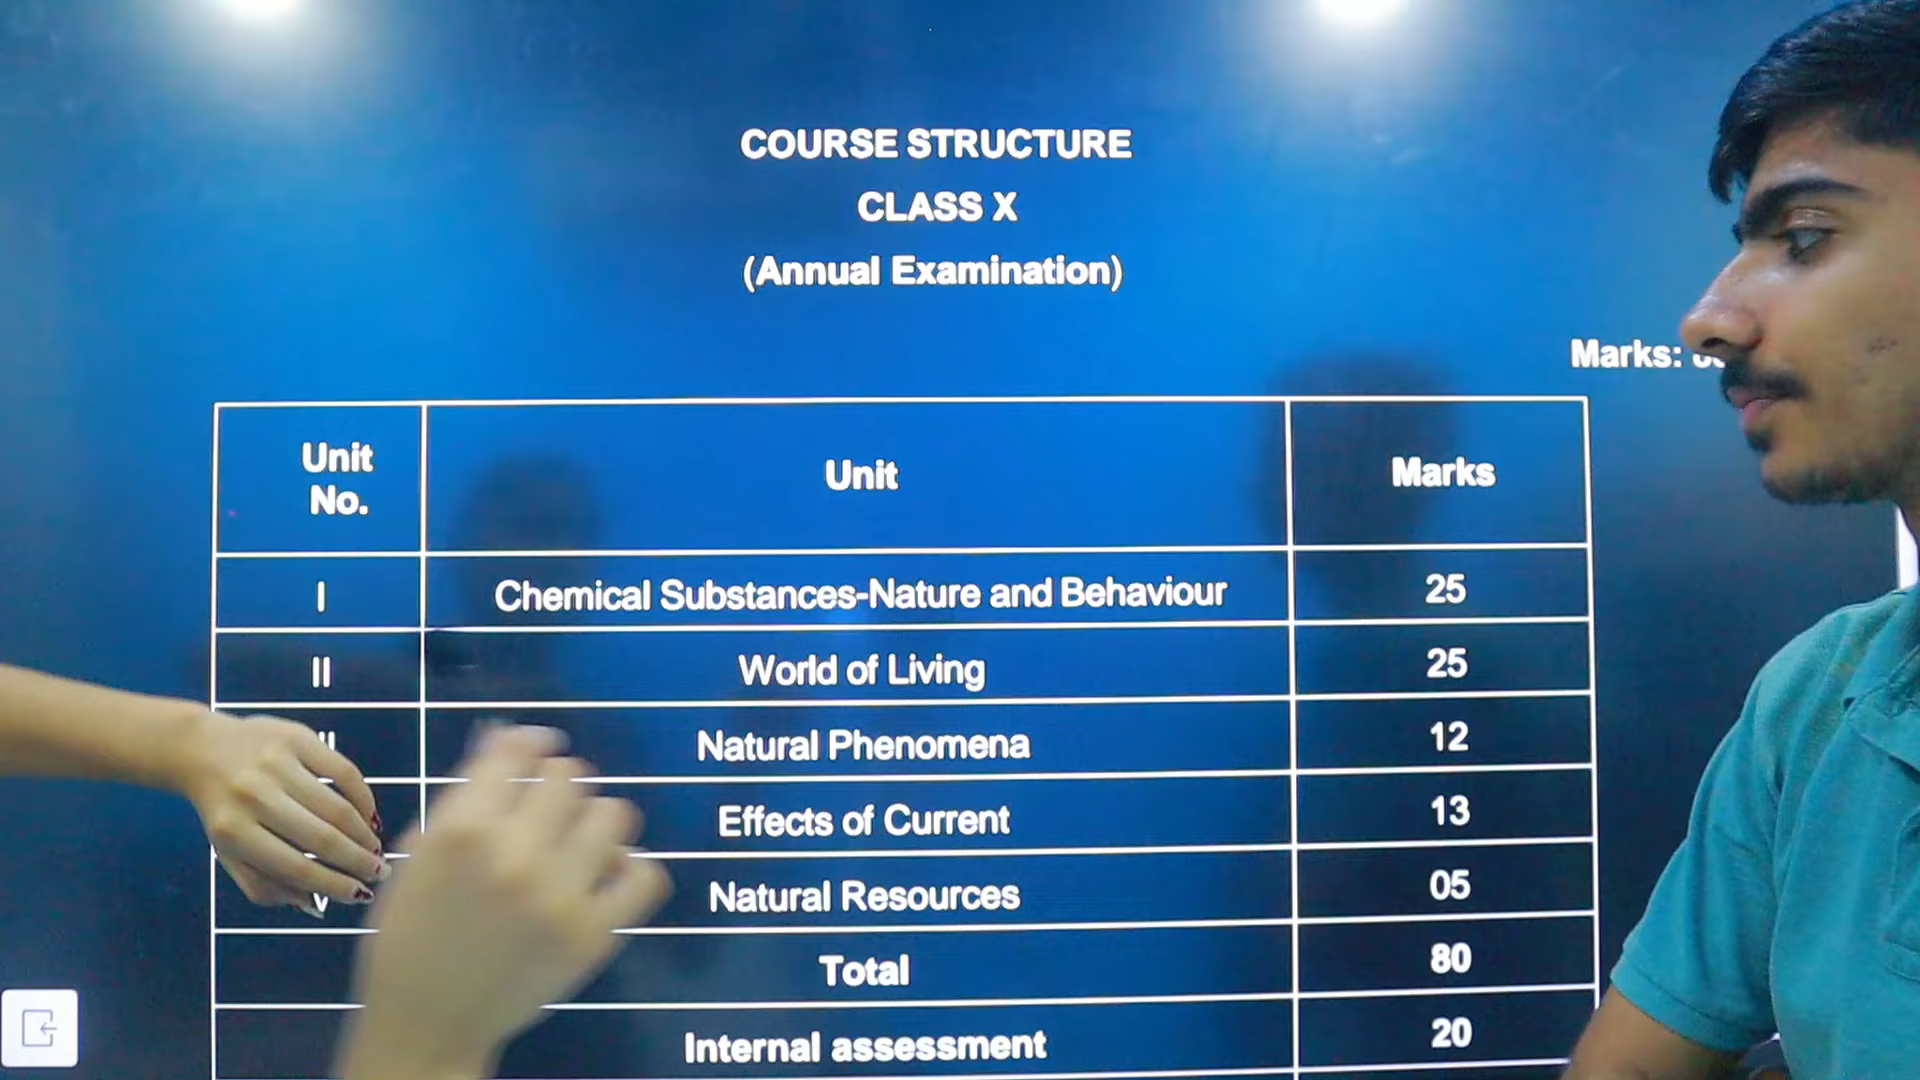 COURSE STRUCTURE
CLASS X
(Annual Examination)
Marks:
Unit No. Unit Marks
I Chemical Substances-Nature and Behaviour 25
II World of Living 25
Natural Phenomena 12
Effects of Current 13
Natural Resources 05
Total 80
Internal assessment 20